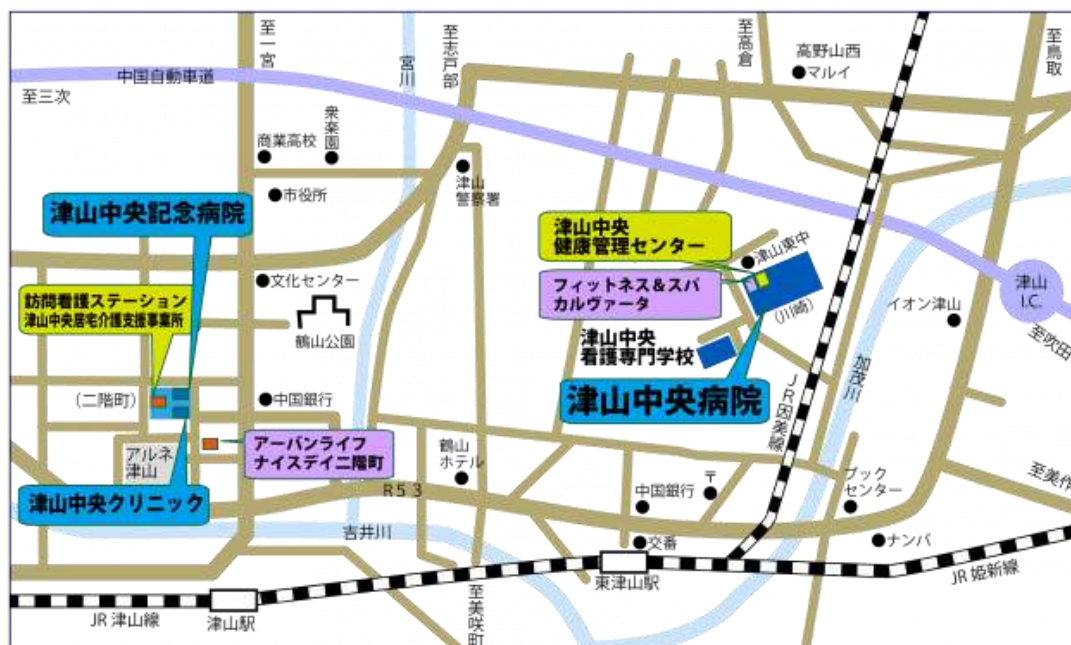 至一宮
宮川
至志戸部
至高倉
高野山西
マルイ
至鳥取
中国自動車道
至三次
商業高校
衆楽園
市役所
津山
警察署
津山中央記念病院
津山中央
健康管理センター
津山東中
フィットネス&スパ
カルヴァータ
(川崎)
イオン津山
津山
I.C.
至吹田
文化センター
訪問看護ステーション
津山中央居宅介護支援事業所
鶴山公園
津山中央
看護専門学校
津山中央病院
JR因美線
加茂川
(二階町)
中国銀行
アーバンライフ
ナイスデイ二階町
アルネ
津山
鶴山
ホテル
津山中央クリニック
R53
吉井川
中国銀行
〒
ブック
センター
至美作
交番
ナンバ
東津山駅
JR姫新線
JR津山線
津山駅
至美咲町